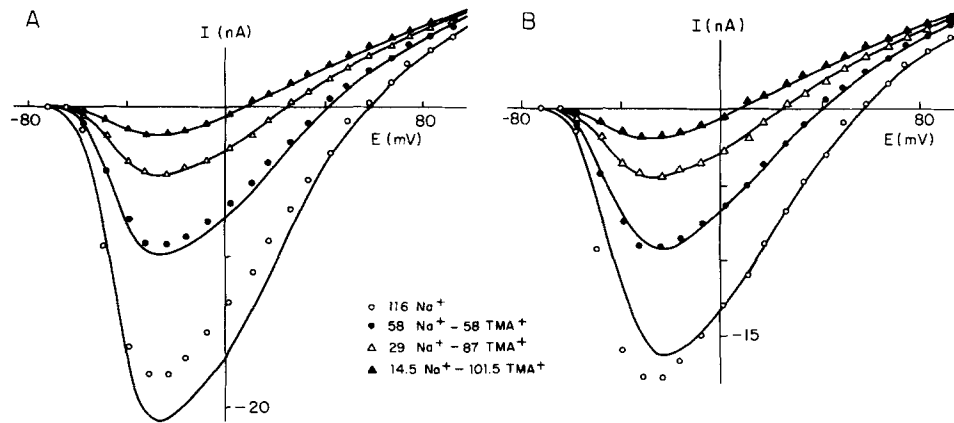 A
I (nA)
-80
80
E (mV)
-20
B
I (nA)
-80
80
E (mV)
-15
○ 116 Na⁺
● 58 Na⁺ – 58 TMA⁺
△ 29 Na⁺ – 87 TMA⁺
▲ 14.5 Na⁺ – 101.5 TMA⁺